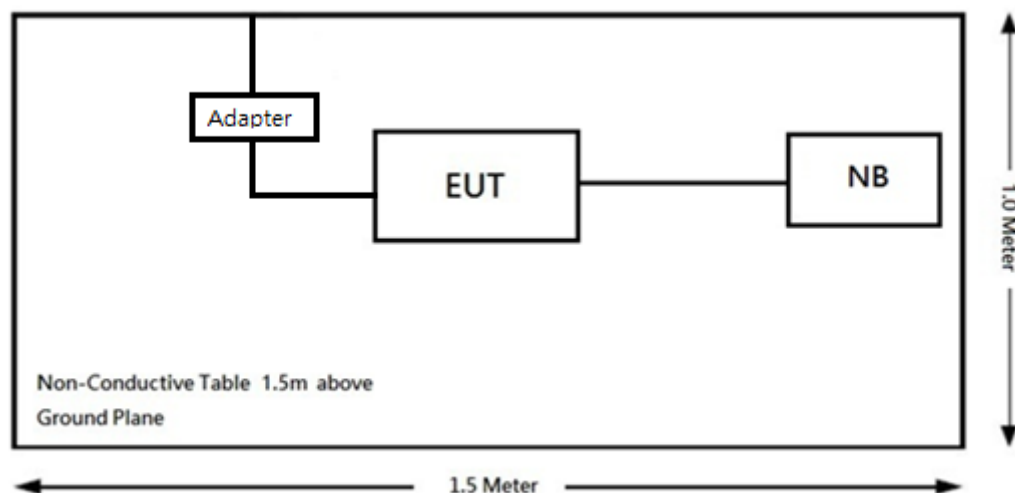 Adapter
EUT
NB
1.0 Meter
Non-Conductive Table 1.5m above
Ground Plane
1.5 Meter